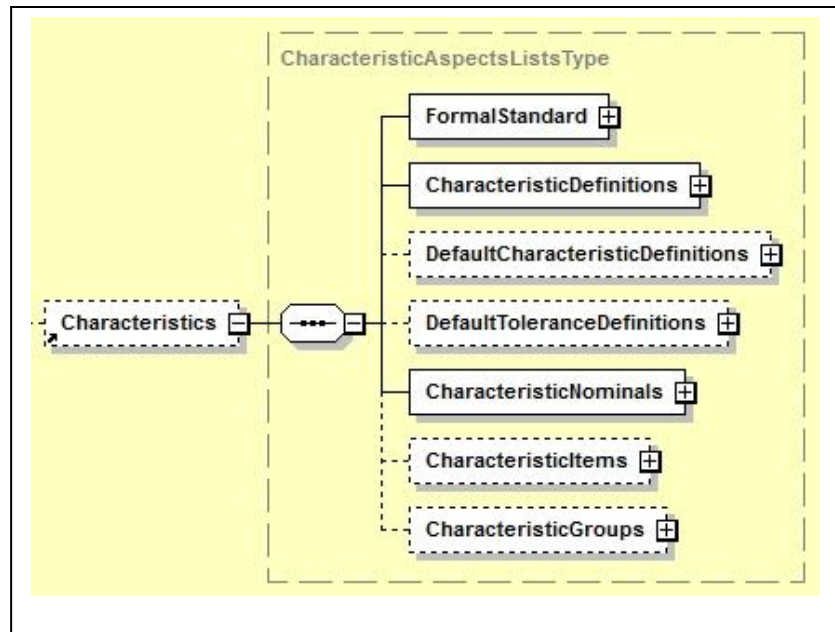 CharacteristicAspectsListsType
FormalStandard
CharacteristicDefinitions
DefaultCharacteristicDefinitions
Characteristics
DefaultToleranceDefinitions
CharacteristicNominals
CharacteristicItems
CharacteristicGroups